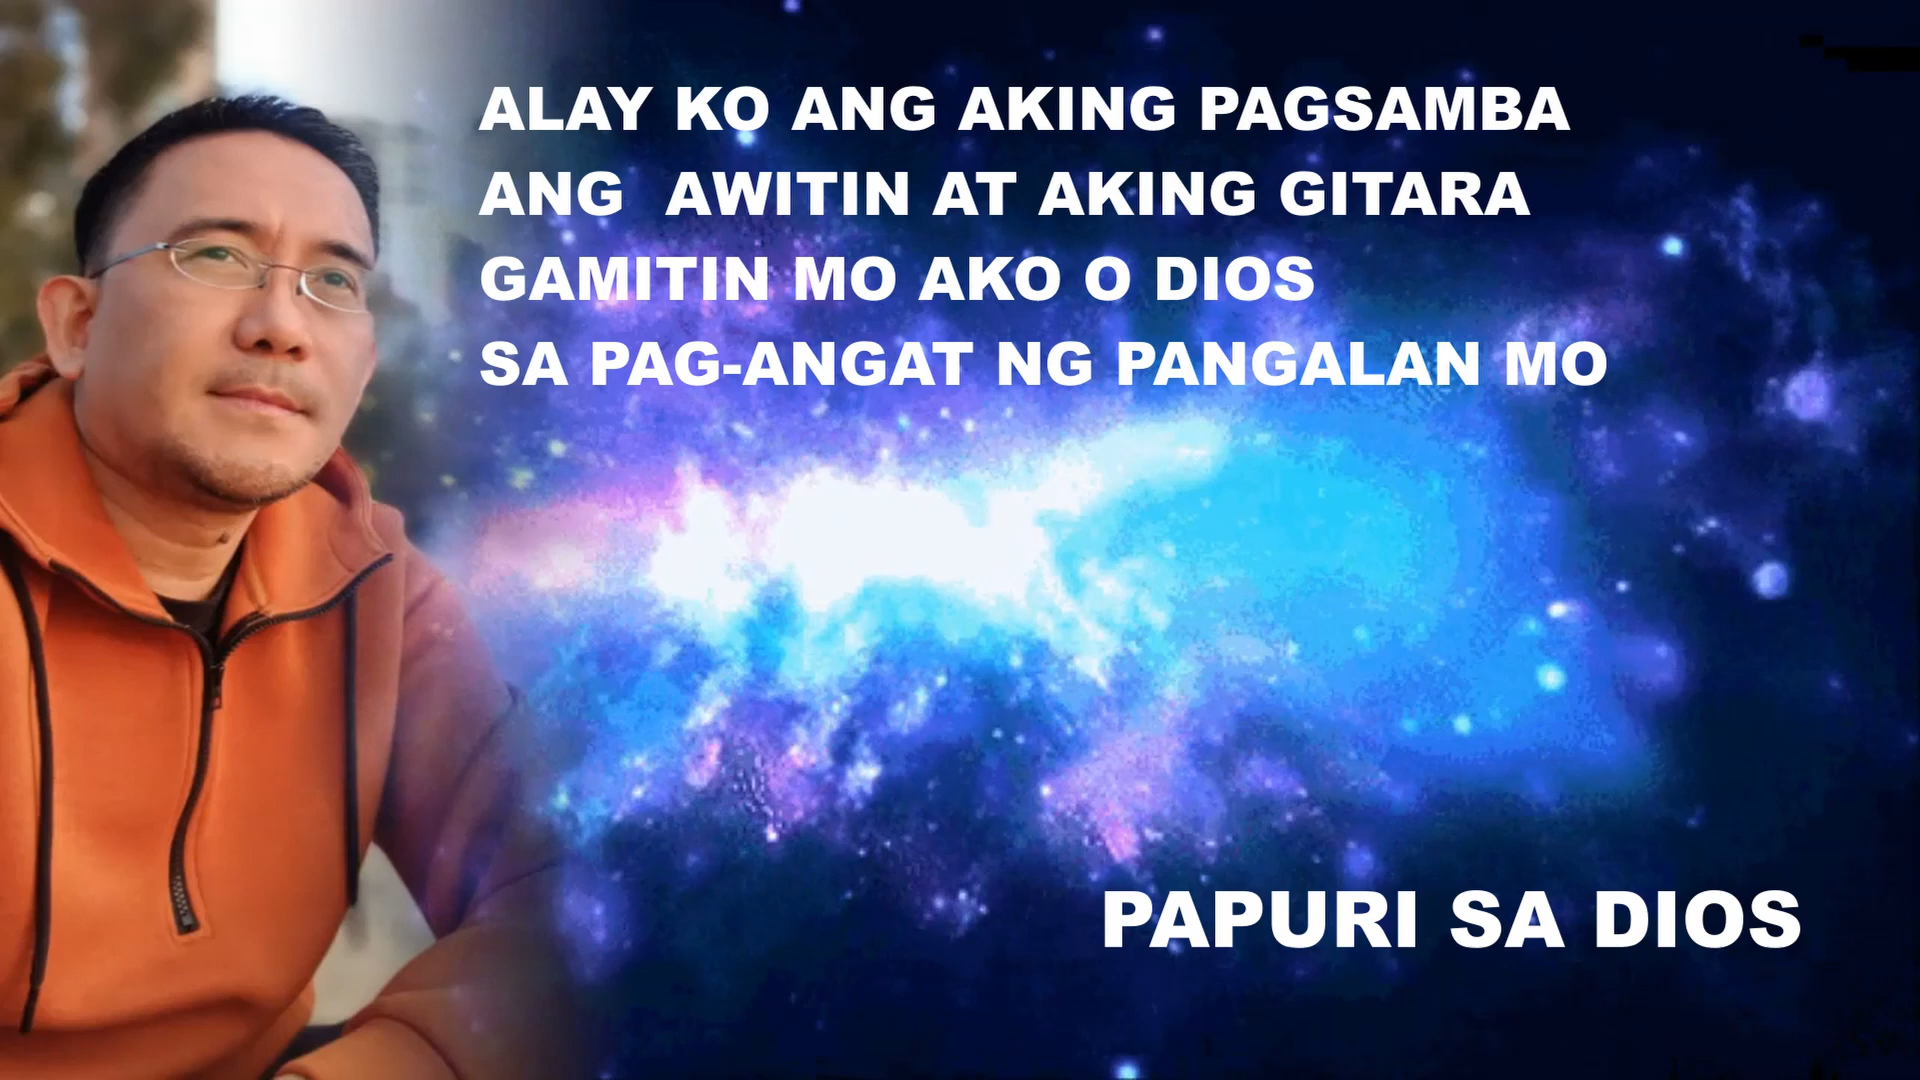 ALAY KO ANG AKING PAGSAMBA
ANG AWITIN AT AKING GITARA
GAMITIN MO AKO O DIOS
SA PAG-ANGAT NG PANGALAN MO
PAPURI SA DIOS